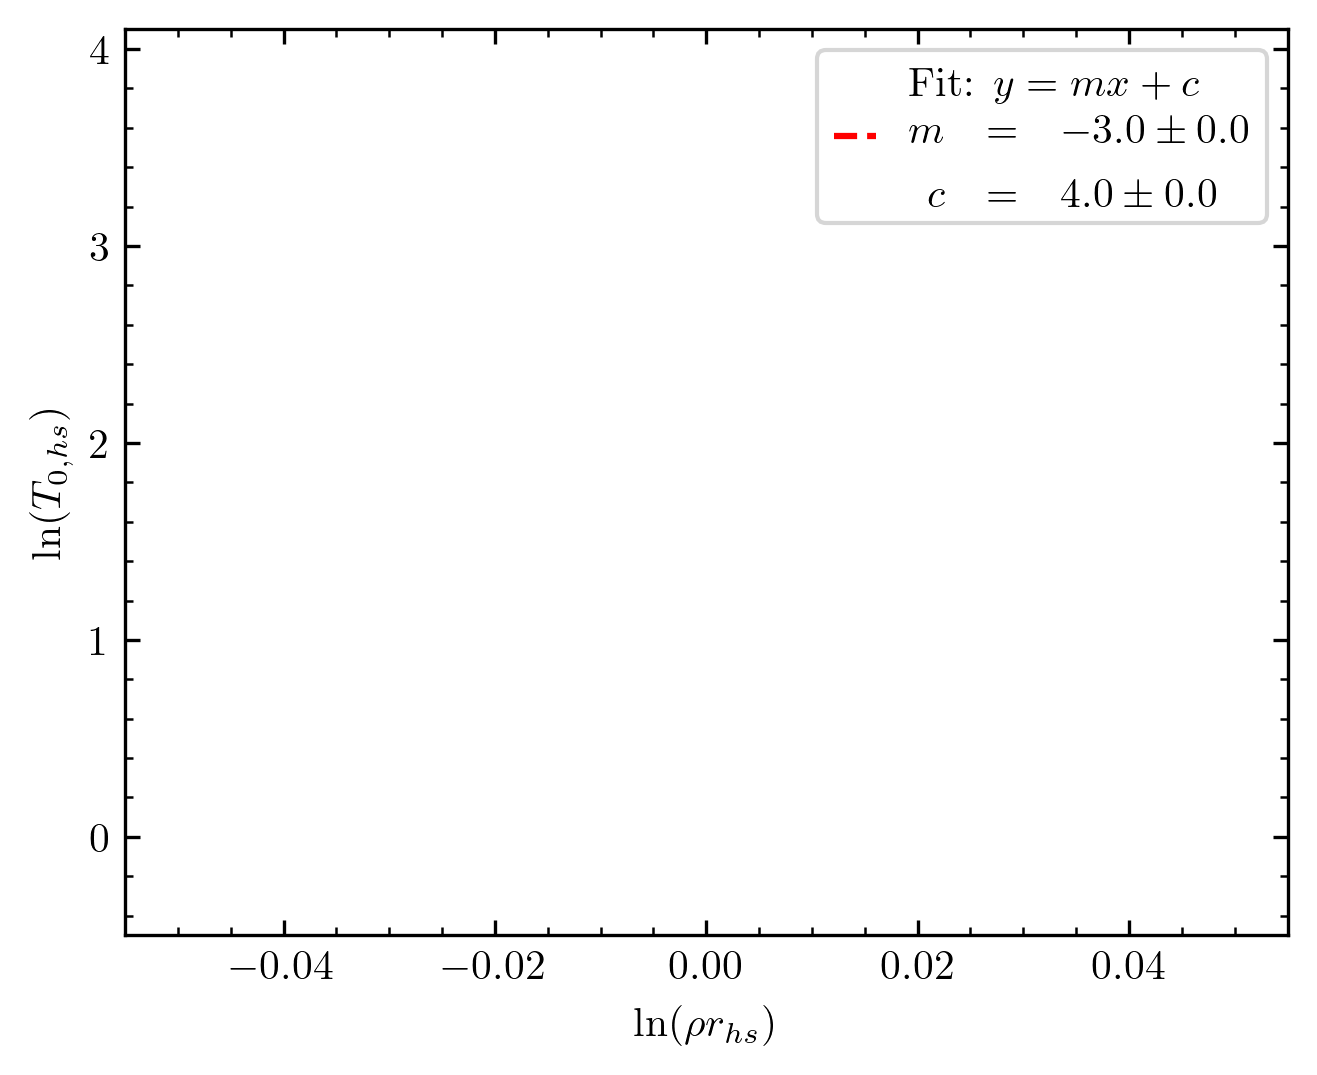 4
3
2
1
0
ln(T₀,ₕₛ)
Fit: y = mx + c
m = −3.0 ± 0.0
c = 4.0 ± 0.0
−0.04 −0.02 0.00 0.02 0.04
ln(ρrₕₛ)